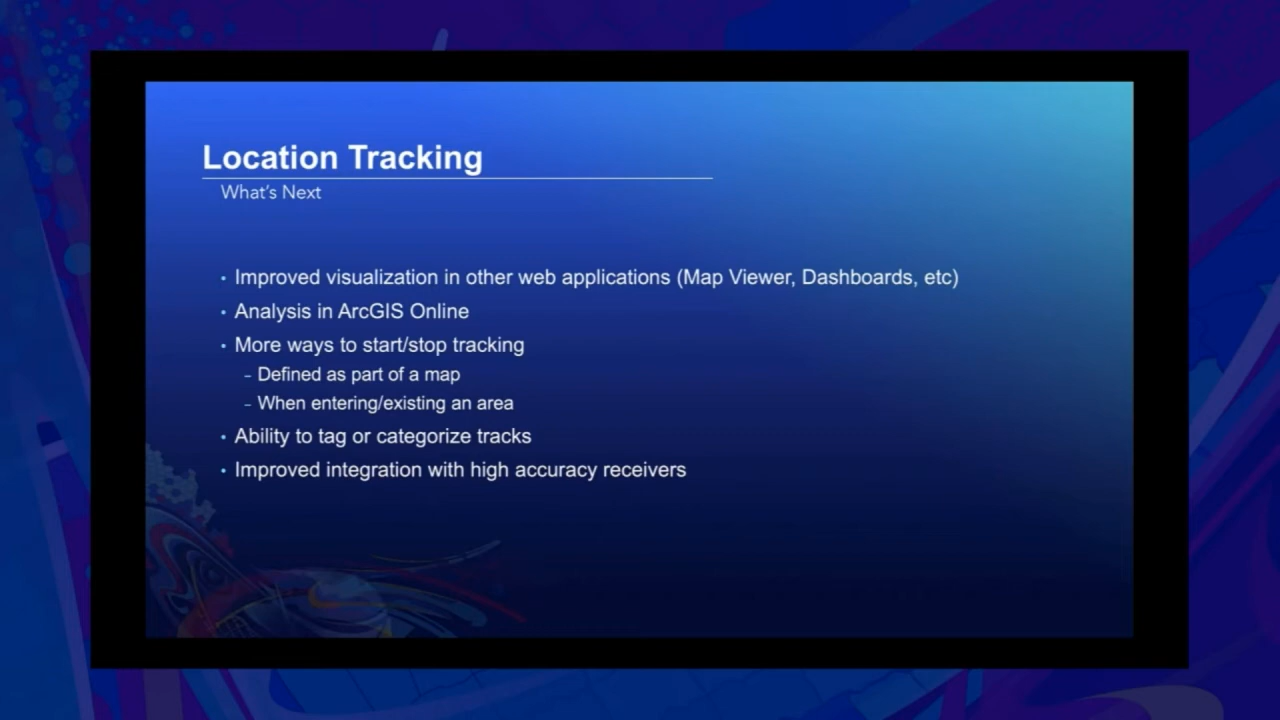 Location Tracking
What's Next
• Improved visualization in other web applications (Map Viewer, Dashboards, etc)
• Analysis in ArcGIS Online
• More ways to start/stop tracking
– Defined as part of a map
– When entering/existing an area
• Ability to tag or categorize tracks
• Improved integration with high accuracy receivers